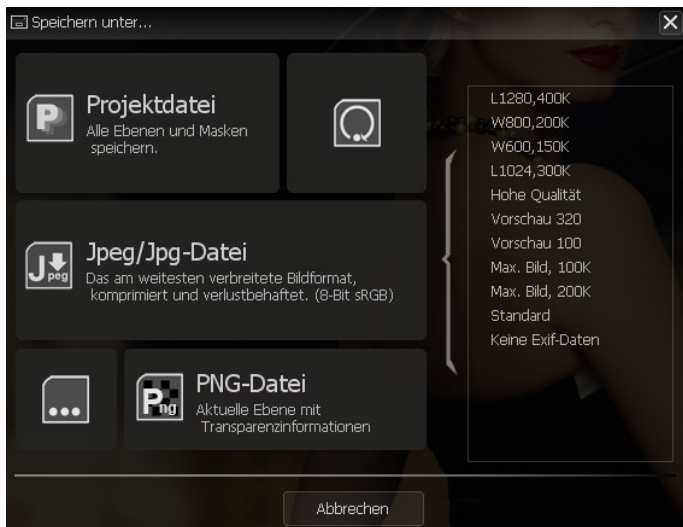 Speichern unter...
Projektdatei
Alle Ebenen und Masken
speichern.
Jpeg/Jpg-Datei
Das am weitesten verbreitete Bildformat,
komprimiert und verlustbehaftet. (8-Bit sRGB)
Jpeg
PNG-Datei
Aktuelle Ebene mit
Transparenzinformationen
Png
L1280,400K
W800,200K
W600,150K
L1024,300K
Hohe Qualität
Vorschau 320
Vorschau 100
Max. Bild, 100K
Max. Bild, 200K
Standard
Keine Exif-Daten
Abbrechen